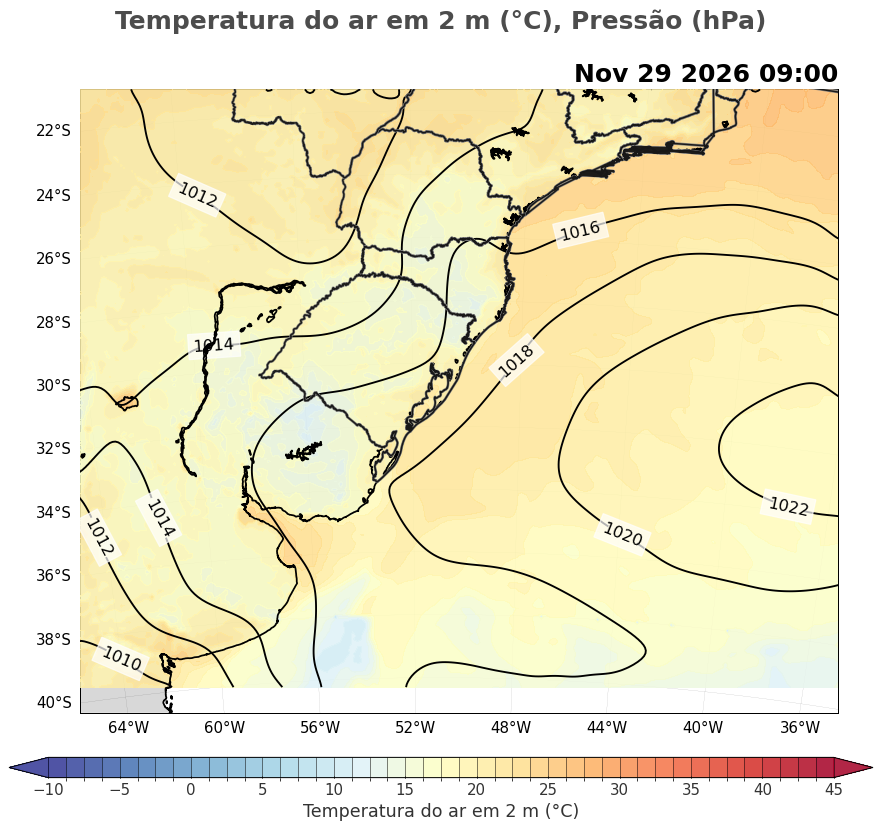 Temperatura do ar em 2 m (°C), Pressão (hPa)
Nov 29 2026 09:00
22°S
24°S
26°S
28°S
30°S
32°S
34°S
36°S
38°S
40°S
1012
1016
1014
1018
1022
1014
1012
1020
1010
64°W 60°W 56°W 52°W 48°W 44°W 40°W 36°W
−10 −5 0 5 10 15 20 25 30 35 40 45
Temperatura do ar em 2 m (°C)